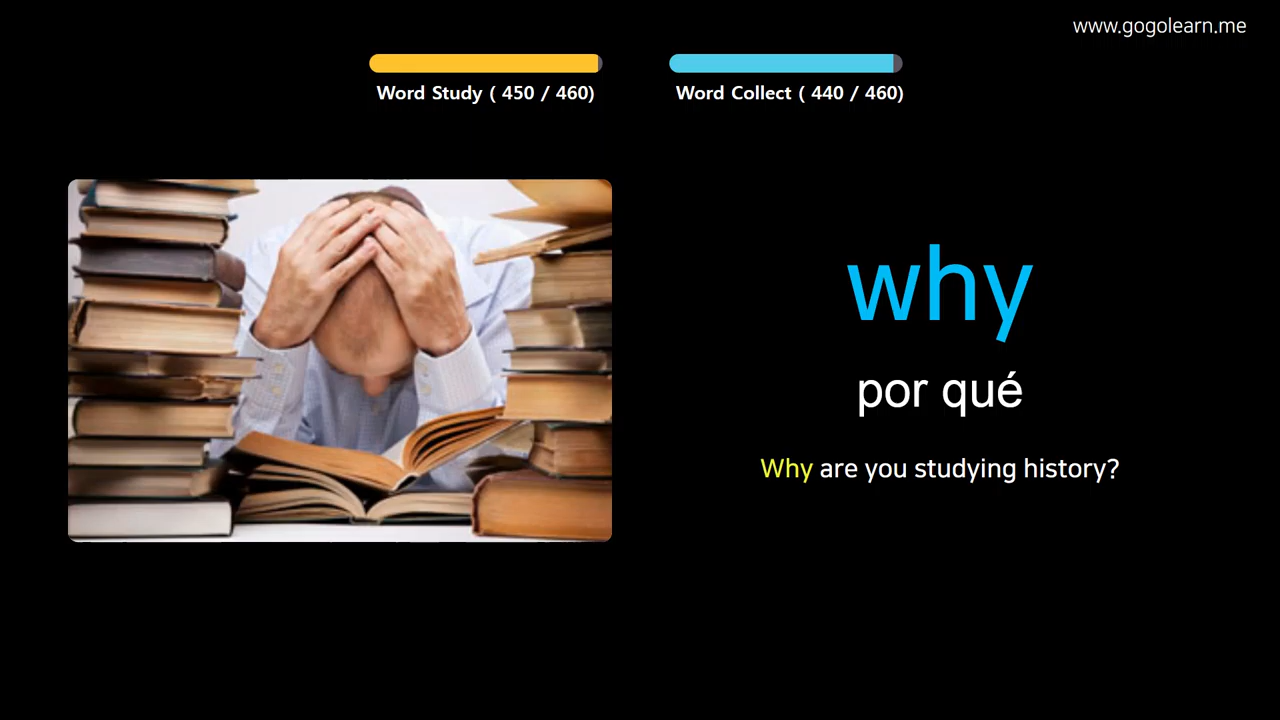 www.gogolearn.me
Word Study ( 450 / 460)
Word Collect ( 440 / 460)
why
por qué
Why are you studying history?